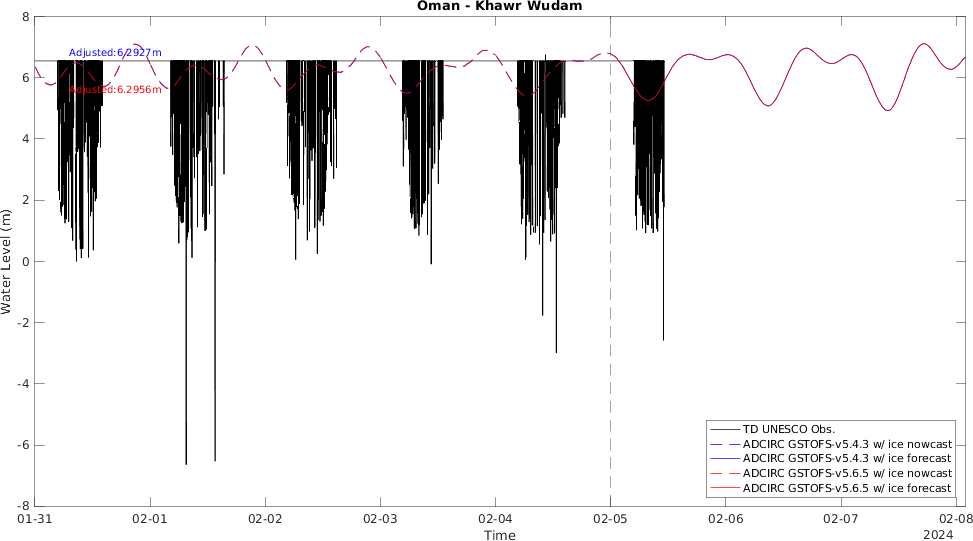 Oman - Khawr Wudam
8
6
4
2
0
-2
-4
-6
-8
Water Level (m)
Adjusted:6.2927m
Adjusted:6.2956m
TD UNESCO Obs.
ADCIRC GSTOFS-v5.4.3 w/ ice nowcast
ADCIRC GSTOFS-v5.4.3 w/ ice forecast
ADCIRC GSTOFS-v5.6.5 w/ ice nowcast
ADCIRC GSTOFS-v5.6.5 w/ ice forecast
01-31 02-01 02-02 02-03 02-04 02-05 02-06 02-07 02-08
Time
2024